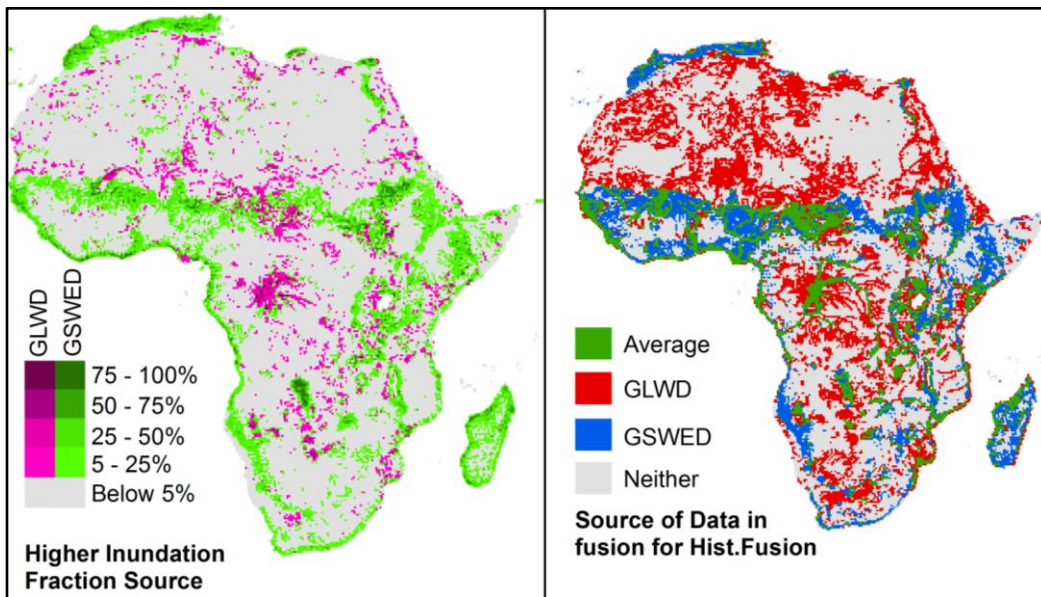 GLWD
GSWED
75 - 100%
50 - 75%
25 - 50%
5 - 25%
Below 5%
Higher Inundation
Fraction Source
Average
GLWD
GSWED
Neither
Source of Data in
fusion for Hist.Fusion